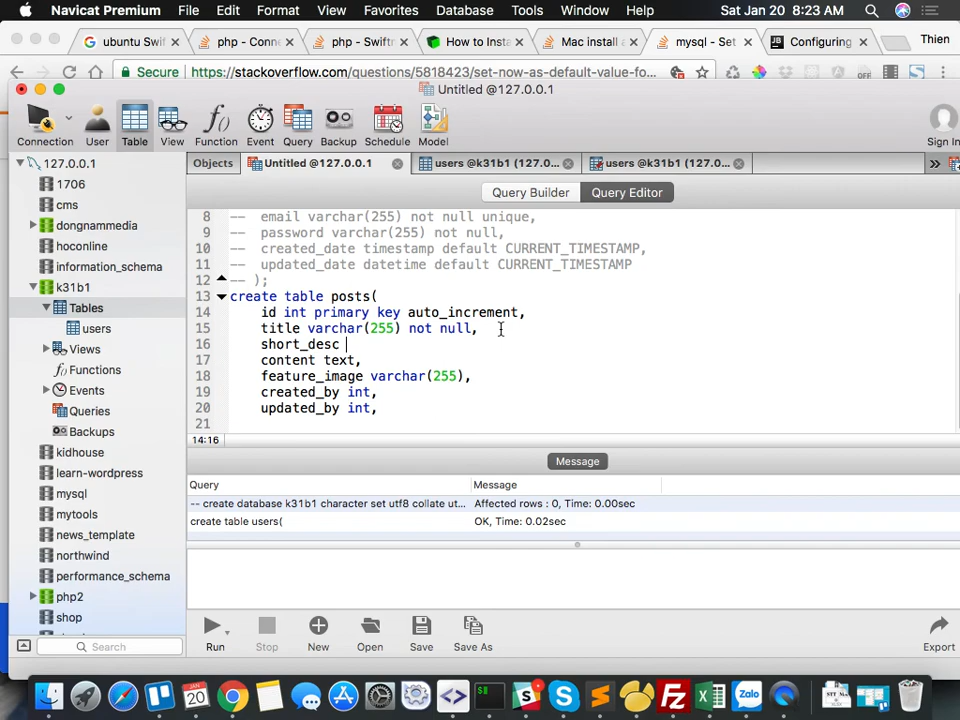 Navicat Premium File Edit Format View Favorites Database Tools Window Help Sat Jan 20 8:23 AM
ubuntu Swif
php - Conn
php - Swiftr
How to Insta
Mac install a
mysql - Set
Configuring
Thien
Secure https://stackoverflow.com/questions/5818423/set-now-as-default-value-fo...
Untitled @127.0.0.1
Connection User Table View Function Event Query Backup Schedule Model Sign In
127.0.0.1
1706
cms
dongnammedia
hoconline
information_schema
k31b1
Tables
users
Views
Functions
Events
Queries
Backups
kidhouse
learn-wordpress
mysql
mytools
news_template
northwind
performance_schema
php2
shop
Search
Objects Untitled @127.0.0.1 users @k31b1 (127.0... users @k31b1 (127.0...
Query Builder Query Editor
8 -- email varchar(255) not null unique,
9 -- password varchar(255) not null,
10 -- created_date timestamp default CURRENT_TIMESTAMP,
11 -- updated_date datetime default CURRENT_TIMESTAMP
12 -- );
13 create table posts(
14 id int primary key auto_increment,
15 title varchar(255) not null,
16 short_desc
17 content text,
18 feature_image varchar(255),
19 created_by int,
20 updated_by int,
21
14:16
Message
Query Message
-- create database k31b1 character set utf8 collate ut... Affected rows : 0, Time: 0.00sec
create table users( OK, Time: 0.02sec
Run Stop New Open Save Save As Export